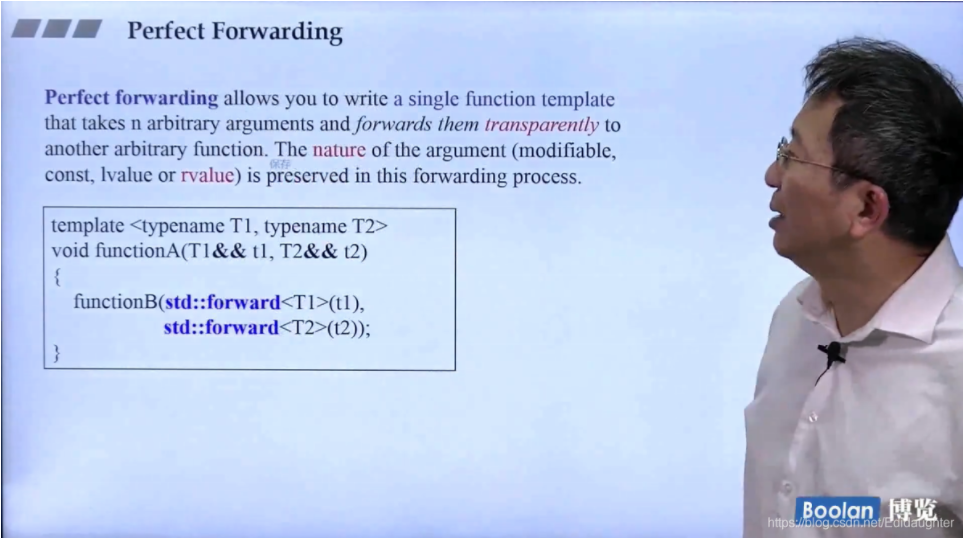 Perfect Forwarding
Perfect forwarding allows you to write a single function template
that takes n arbitrary arguments and forwards them transparently to
another arbitrary function. The nature of the argument (modifiable,
保存
const, lvalue or rvalue) is preserved in this forwarding process.
template <typename T1, typename T2>
void functionA(T1&& t1, T2&& t2)
{
functionB(std::forward<T1>(t1),
std::forward<T2>(t2));
}
Boolan 博览
https://blog.csdn.net/Edidaughter